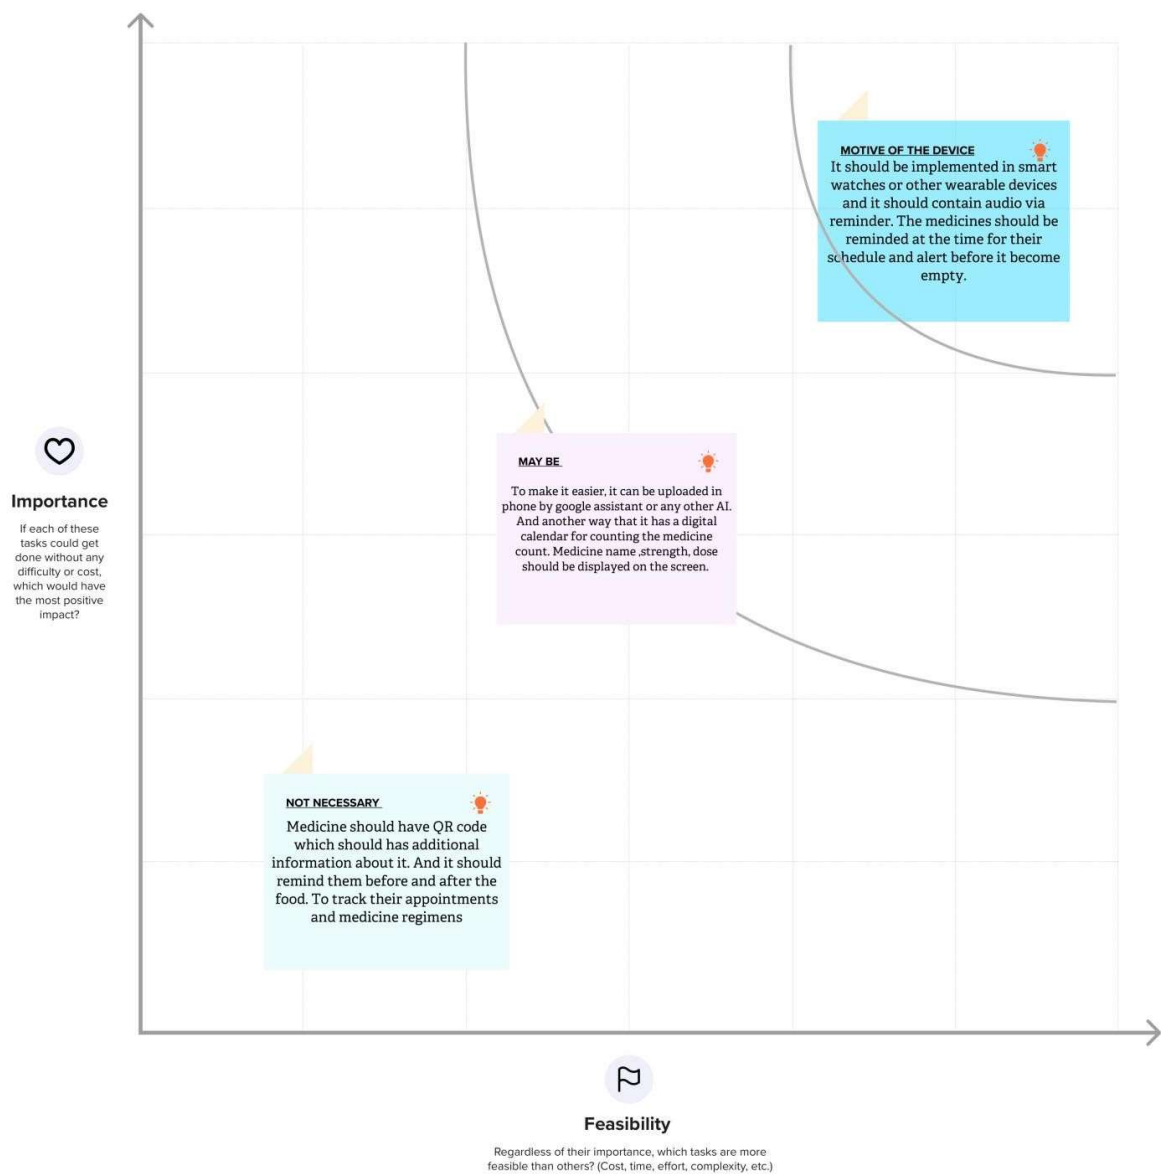 MOTIVE OF THE DEVICE
It should be implemented in smart
watches or other wearable devices
and it should contain audio via
reminder. The medicines should be
reminded at the time for their
schedule and alert before it become
empty.
MAY BE
To make it easier, it can be uploaded in
phone by google assistant or any other AI.
And another way that it has a digital
calendar for counting the medicine
count. Medicine name ,strength, dose
should be displayed on the screen.
Importance
If each of these
tasks could get
done without any
difficulty or cost,
which would have
the most positive
impact?
NOT NECESSARY
Medicine should have QR code
which should has additional
information about it. And it should
remind them before and after the
food. To track their appointments
and medicine regimens
Feasibility
Regardless of their importance, which tasks are more
feasible than others? (Cost, time, effort, complexity, etc.)